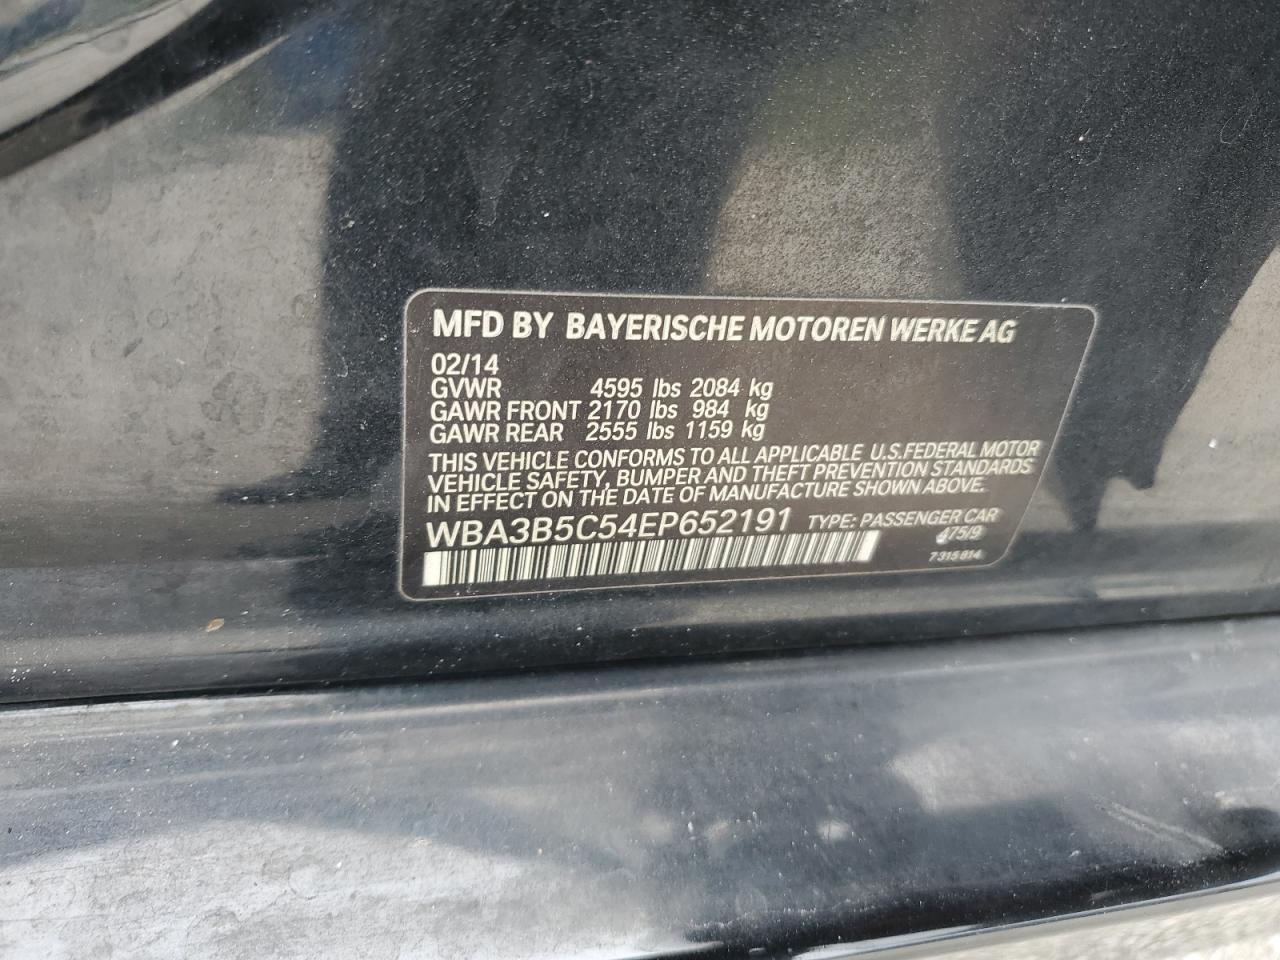 MFD BY BAYERISCHE MOTOREN WERKE AG
02/14
GVWR 4595 lbs 2084 kg
GAWR FRONT 2170 lbs 984 kg
GAWR REAR 2555 lbs 1159 kg
THIS VEHICLE CONFORMS TO ALL APPLICABLE U.S.FEDERAL MOTOR
VEHICLE SAFETY, BUMPER AND THEFT PREVENTION STANDARDS
IN EFFECT ON THE DATE OF MANUFACTURE SHOWN ABOVE.
WBA3B5C54EP652191 TYPE: PASSENGER CAR
475/9
7 315 814